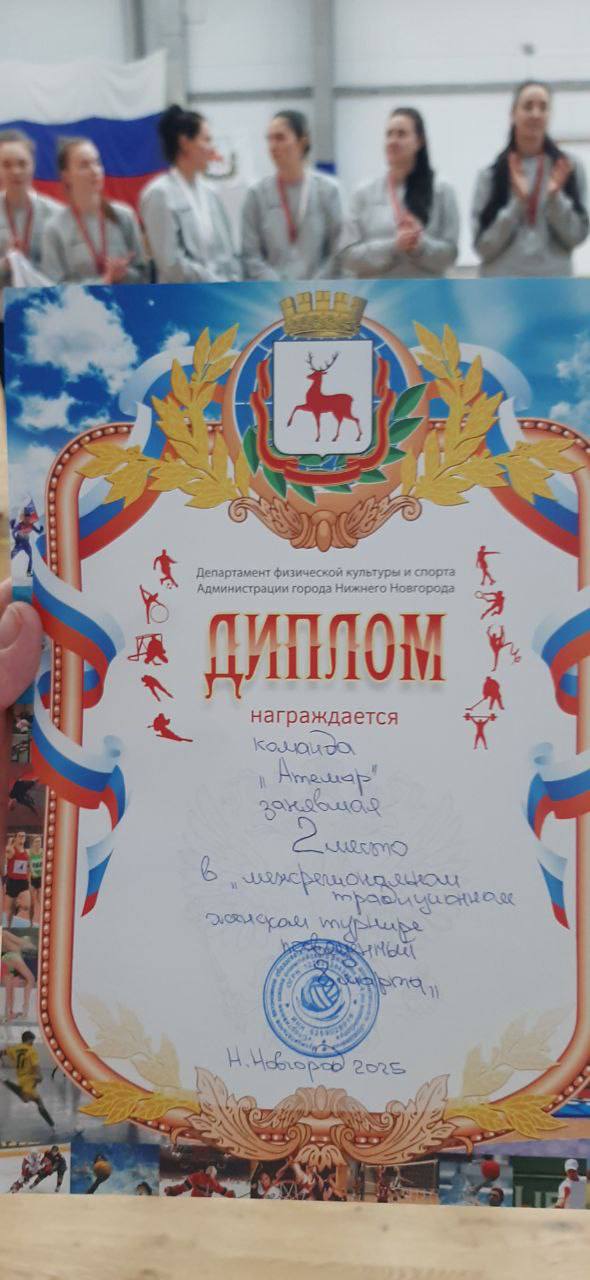 Департамент физической культуры и спорта
Администрации города Нижнего Новгорода
ДИПЛОМ
награждается
команда
„Атемар"
занявшая
2 место
в „межрегиональном
традиционном
женском турнире
посвященный
8 марта„
Н.Новгород 2025